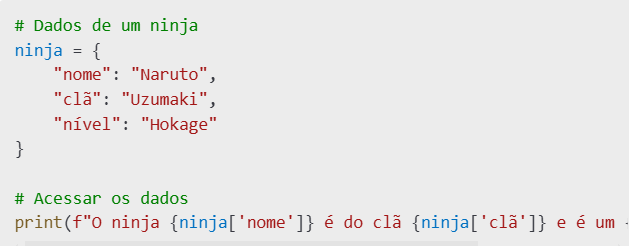 # Dados de um ninja
ninja = {
    "nome": "Naruto",
    "clã": "Uzumaki",
    "nível": "Hokage"
}

# Acessar os dados
print(f"O ninja {ninja['nome']} é do clã {ninja['clã']} e é um {